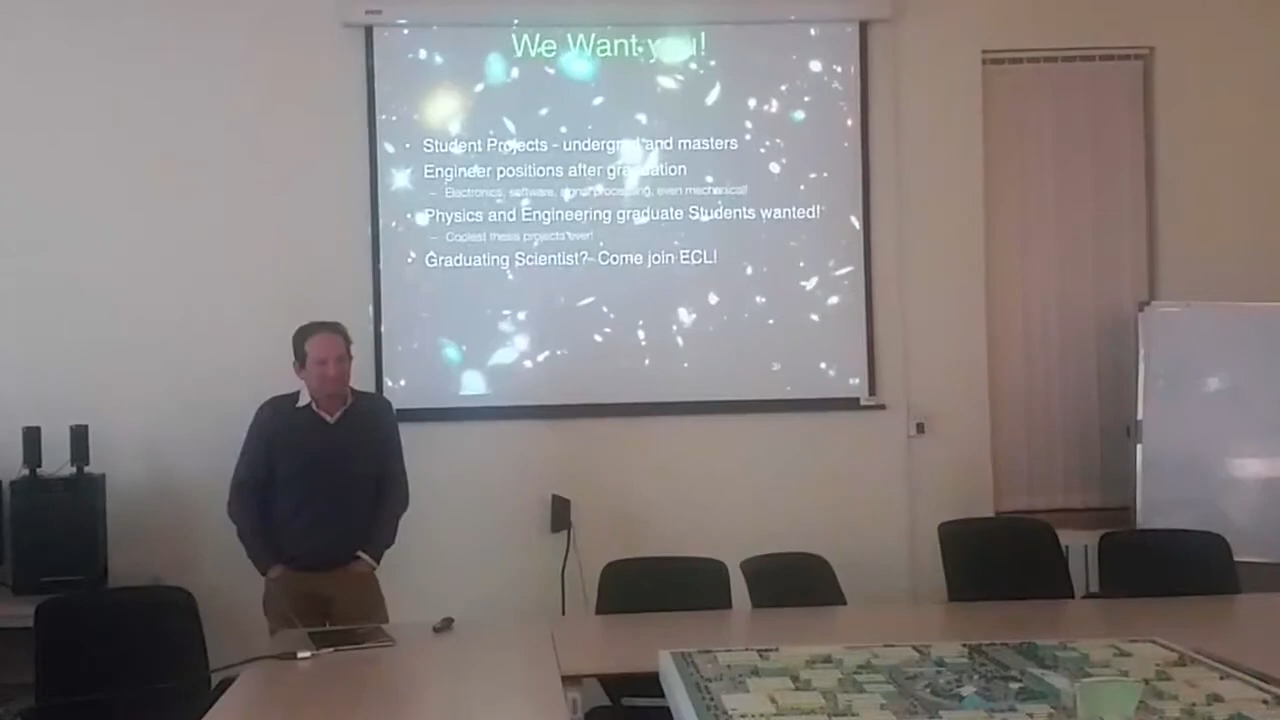 We Want you!
• Student Projects - undergrad and masters
• Engineer positions after graduation
– Electronics, software, signal processing, even mechanical!
• Physics and Engineering graduate Students wanted!
– Coolest thesis projects ever!
• Graduating Scientist? Come join ECLI